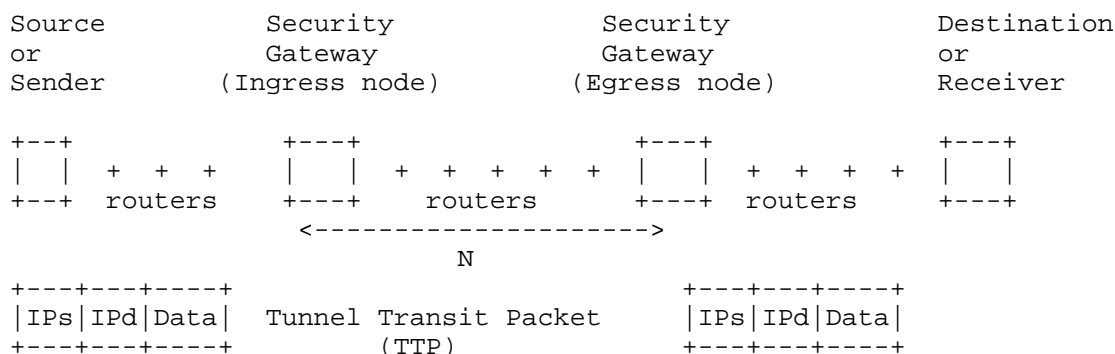 Source          Security             Security             Destination
or              Gateway              Gateway              or
Sender       (Ingress node)        (Egress node)          Receiver
+--+             +---+                 +---+              +---+
|  |  +  +  +    |   |  +  +  +  +  +  |   |  +  +  +  +  |   |
+--+  routers    +---+    routers      +---+  routers     +---+
<--------------------->
N
+---+---+----+                            +---+---+----+
|IPs|IPd|Data|  Tunnel Transit Packet     |IPs|IPd|Data|
+---+---+----+         (TTP)              +---+---+----+